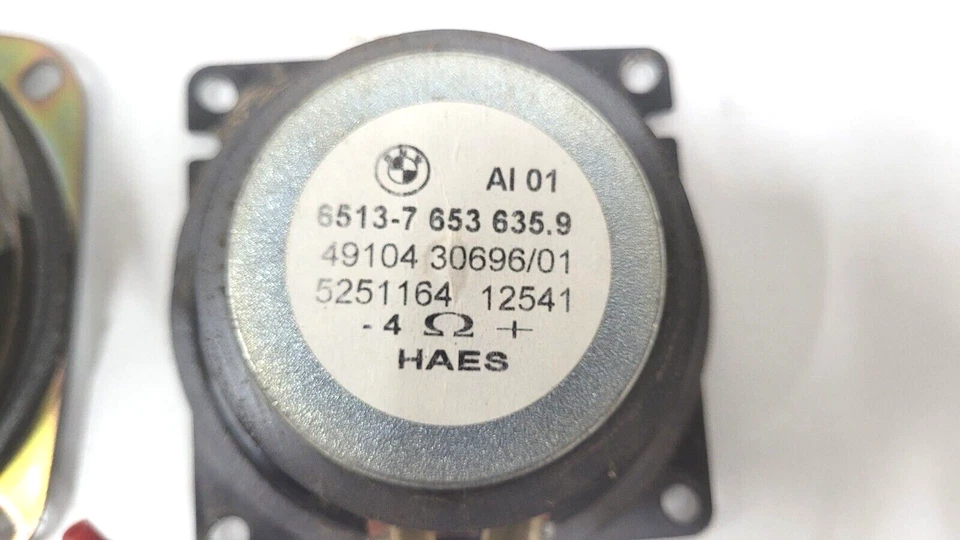 AI 01
6513-7 653 635.9
49104 30696/01
5251164 12541
- 4 Ω +
HAES